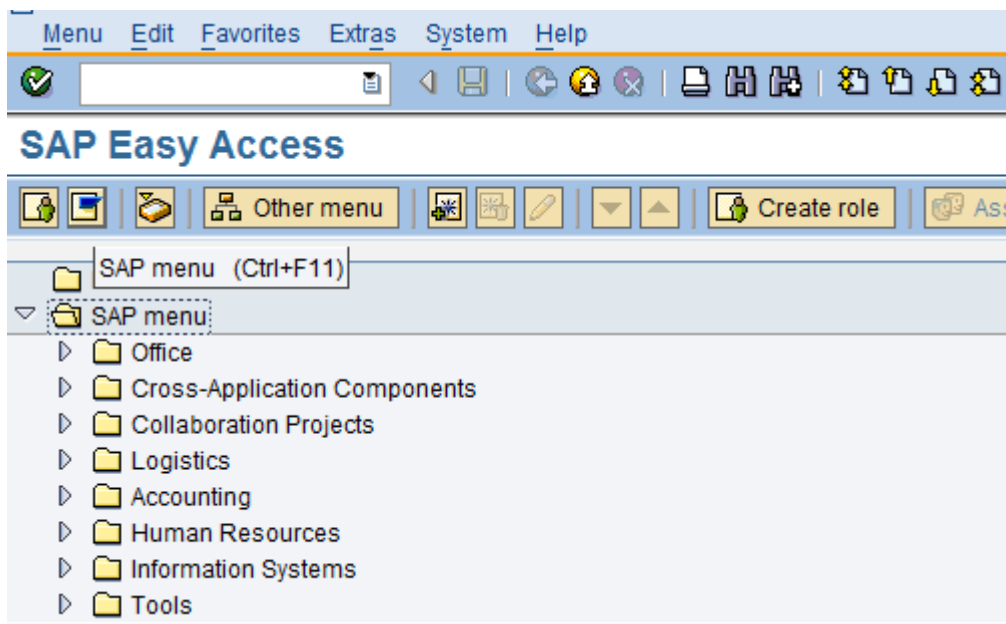 Menu Edit Favorites Extras System Help
SAP Easy Access
Other menu Create role
SAP menu (Ctrl+F11)
SAP menu
Office
Cross-Application Components
Collaboration Projects
Logistics
Accounting
Human Resources
Information Systems
Tools